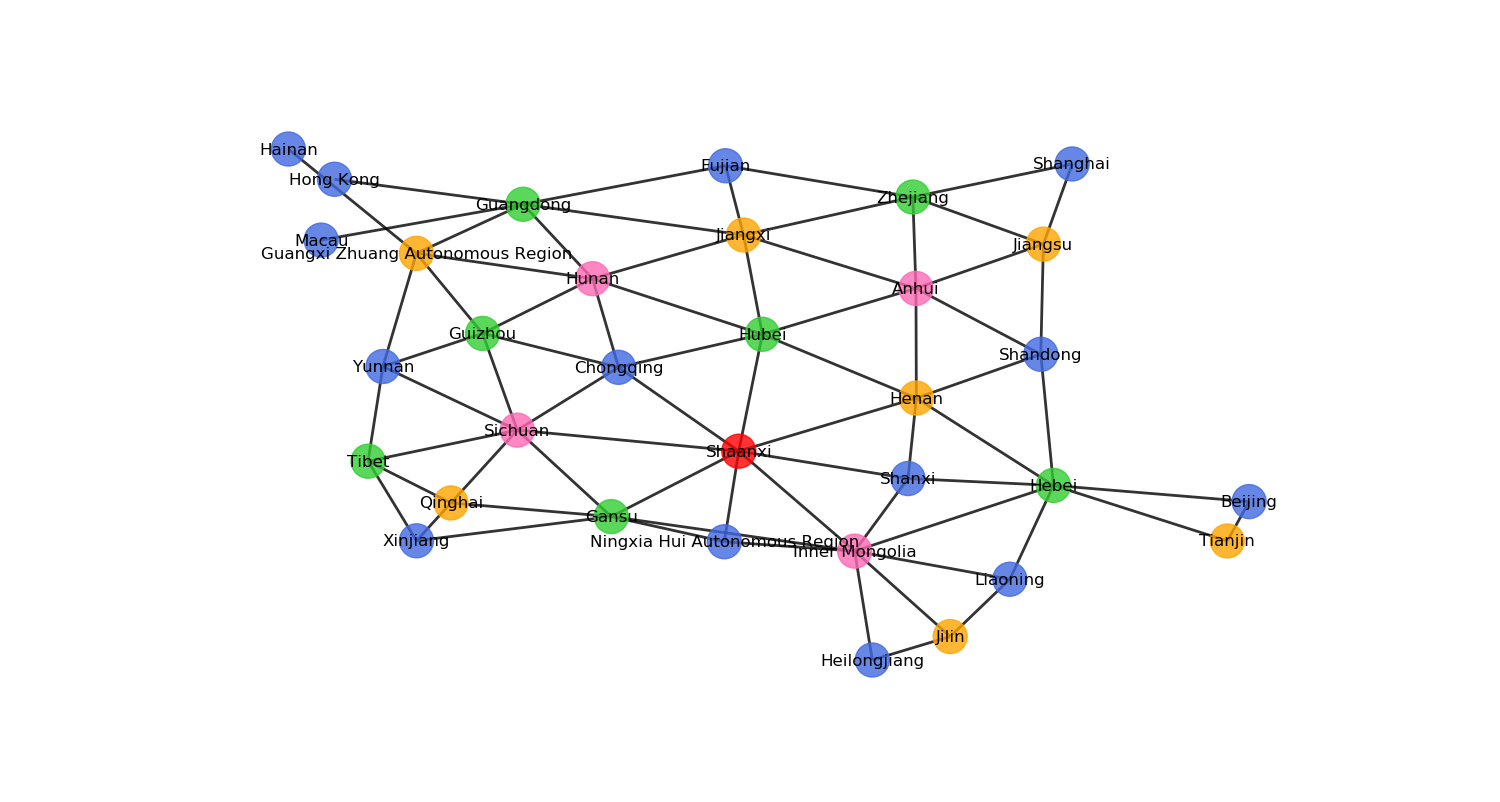 Hainan
Hong Kong
Fujian
Shanghai
Guangdong
Zhejiang
Macau
Jiangxi
Jiangsu
Guangxi Zhuang Autonomous Region
Hunan
Anhui
Guizhou
Hubei
Shandong
Yunnan
Chongqing
Henan
Sichuan
Shaanxi
Tibet
Shanxi
Hebei
Qinghai
Beijing
Gansu
Xinjiang
Ningxia Hui Autonomous Region
Inner Mongolia
Tianjin
Liaoning
Jilin
Heilongjiang